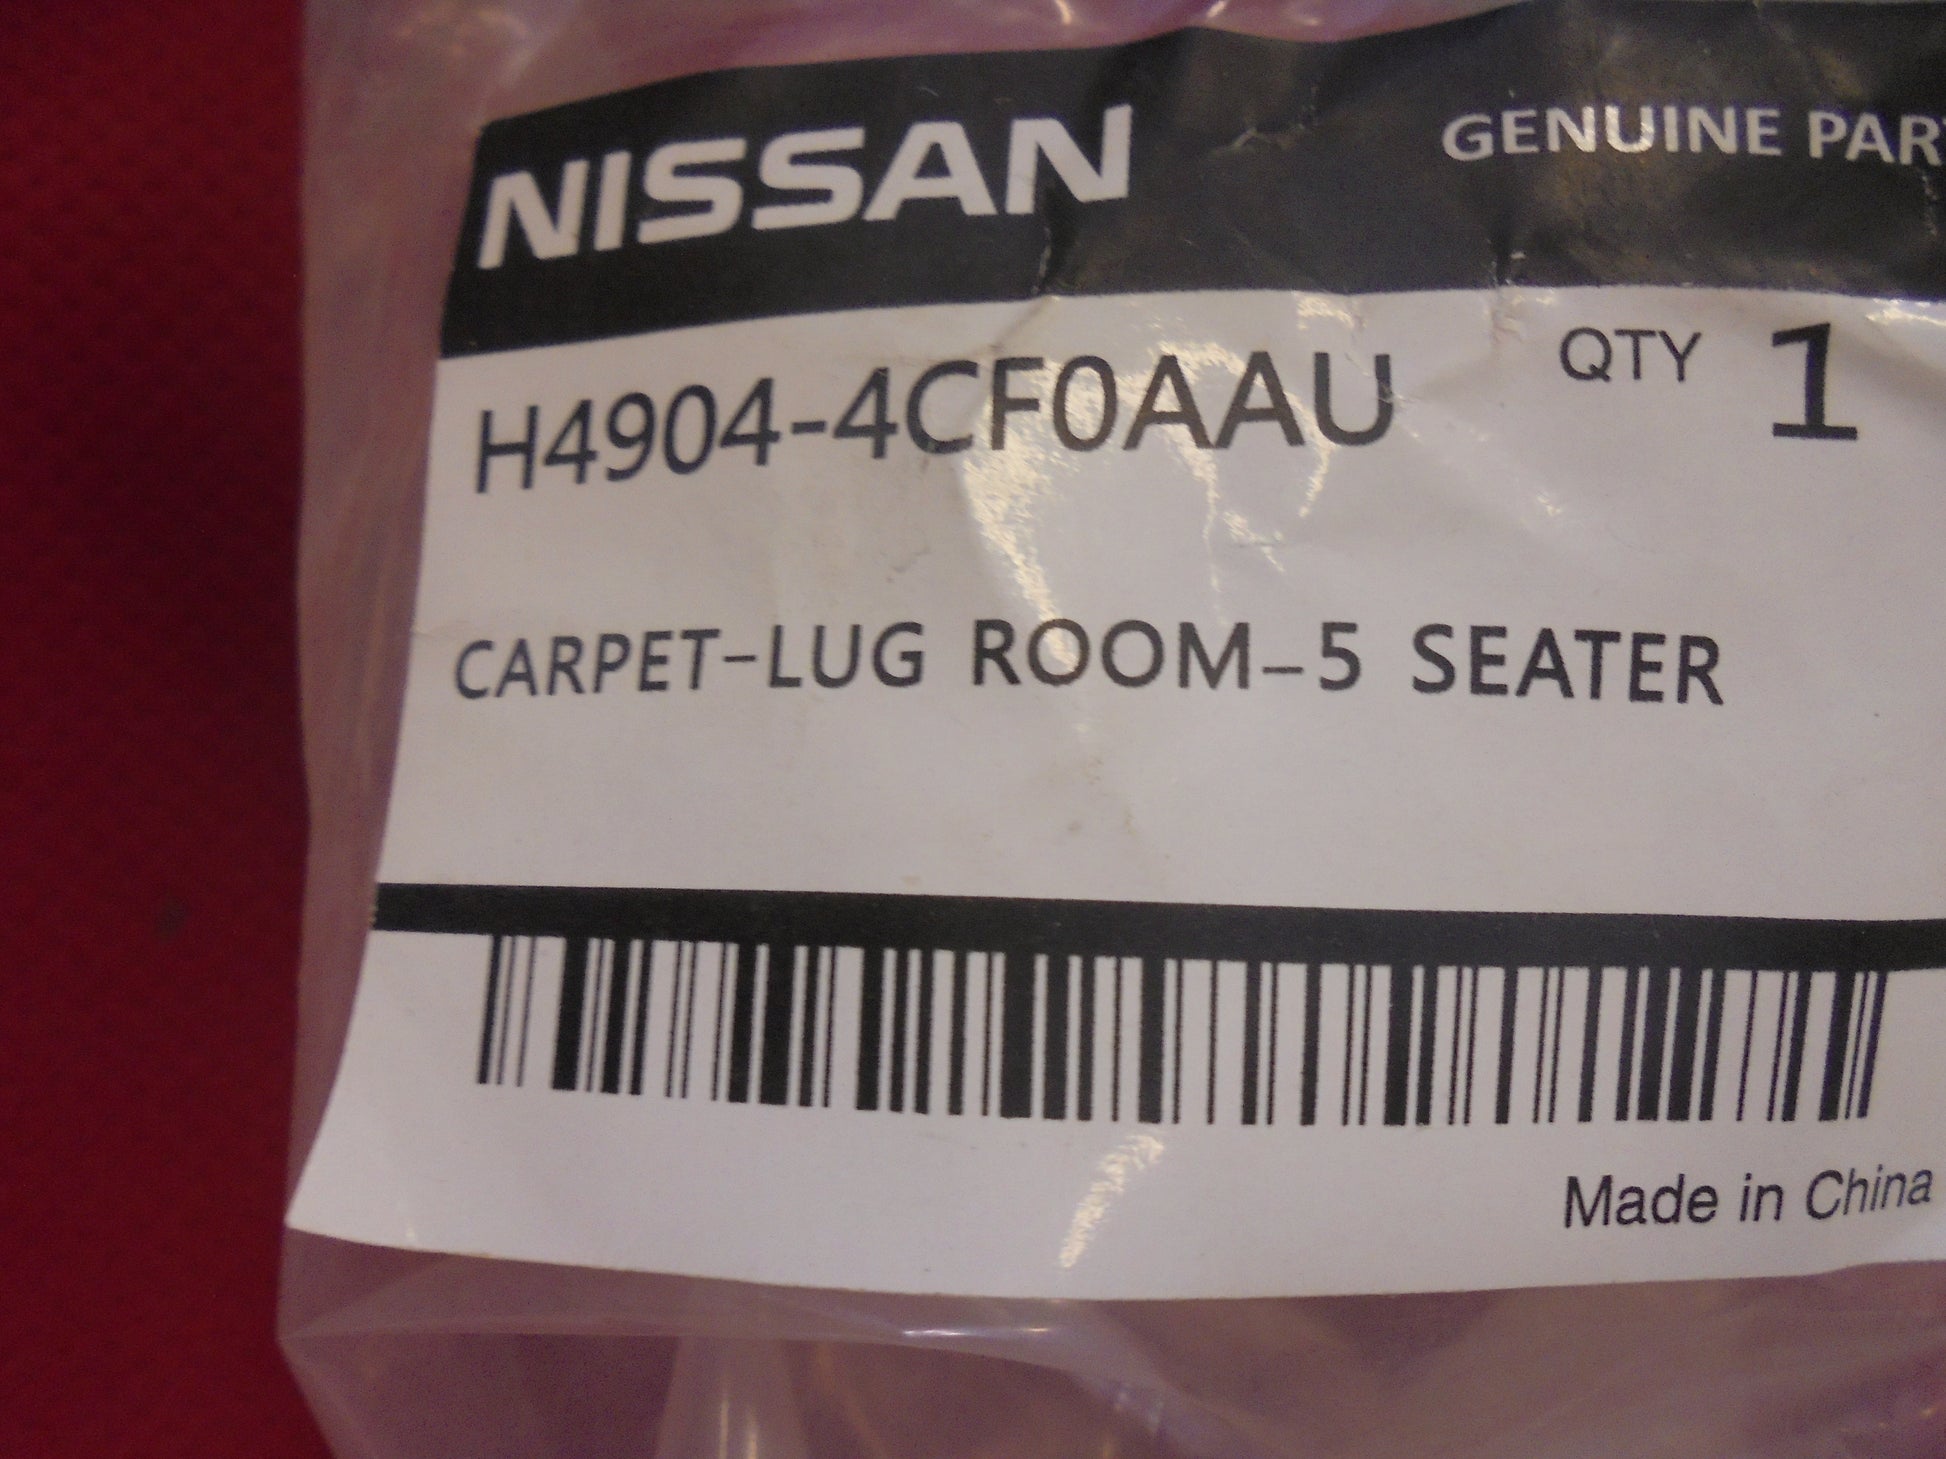 NISSAN GENUINE PAR
H4904-4CF0AAU QTY 1
CARPET-LUG ROOM-5 SEATER
Made in China